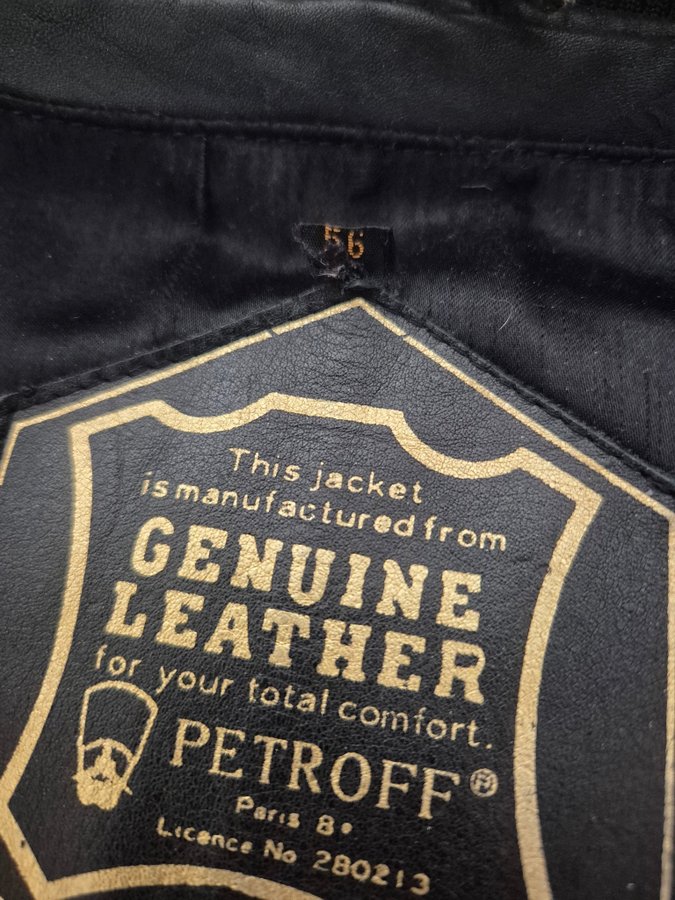 56
This jacket
is manufactured from
GENUINE
LEATHER
for your total comfort.
PETROFF®
Paris 8e
Licence No 280213